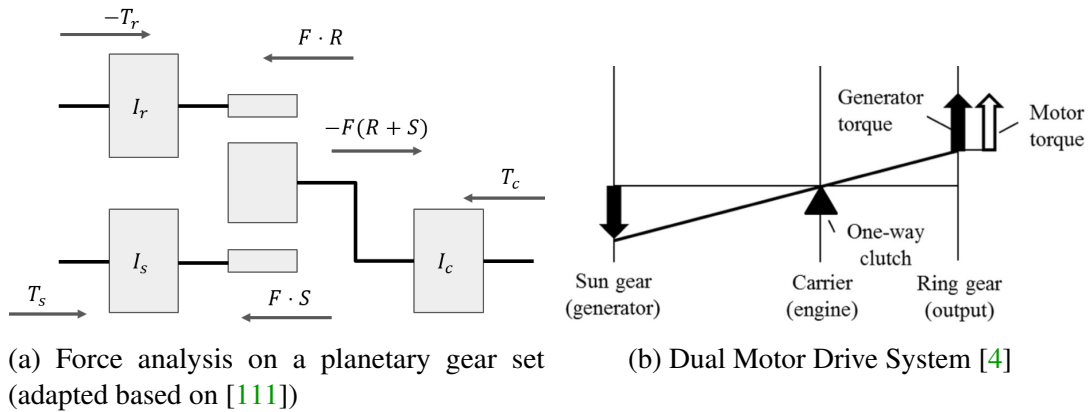 −T_r
F · R
I_r
−F(R + S)
T_c
I_s
I_c
T_s
F · S
Generator
torque
Motor
torque
One-way
clutch
Sun gear
(generator)
Carrier
(engine)
Ring gear
(output)
(a) Force analysis on a planetary gear set
(adapted based on [111])
(b) Dual Motor Drive System [4]